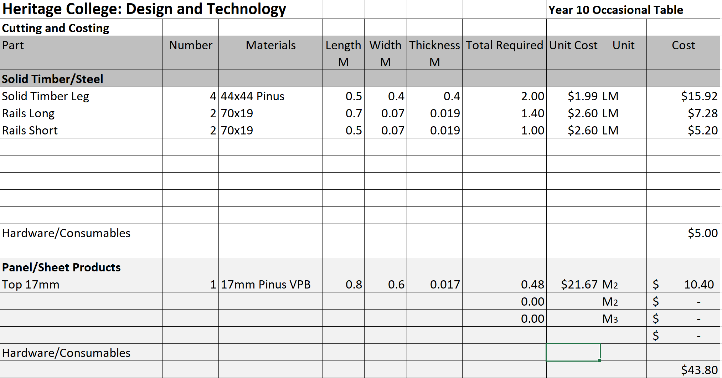 Heritage College: Design and Technology Year 10 Occasional Table
Cutting and Costing
Part Number Materials Length Width Thickness Total Required Unit Cost Unit Cost
M M M
Solid Timber/Steel
Solid Timber Leg 4 44x44 Pinus 0.5 0.4 0.4 2.00 $1.99 LM $15.92
Rails Long 2 70x19 0.7 0.07 0.019 1.40 $2.60 LM $7.28
Rails Short 2 70x19 0.5 0.07 0.019 1.00 $2.60 LM $5.20
Hardware/Consumables $5.00
Panel/Sheet Products
Top 17mm 1 17mm Pinus VPB 0.8 0.6 0.017 0.48 $21.67 M2 $ 10.40
0.00 M2 $ -
0.00 M3 $ -
$ -
Hardware/Consumables
$43.80